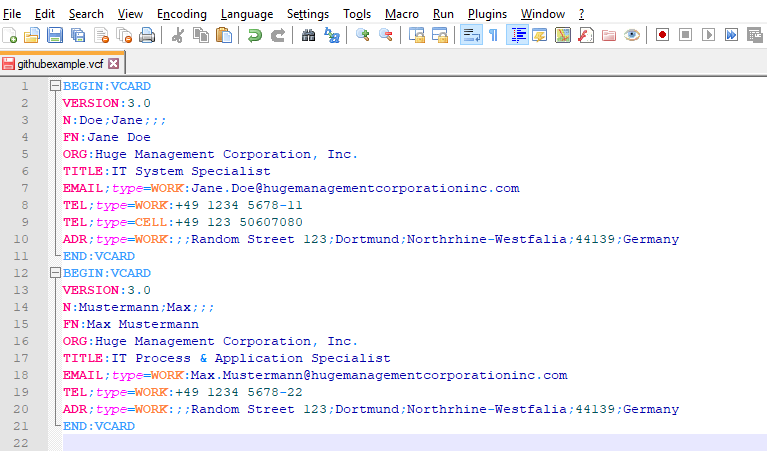 File Edit Search View Encoding Language Settings Tools Macro Run Plugins Window ?
githubexample.vcf
1 BEGIN:VCARD
2 VERSION:3.0
3 N:Doe;Jane;;;
4 FN:Jane Doe
5 ORG:Huge Management Corporation, Inc.
6 TITLE:IT System Specialist
7 EMAIL;type=WORK:Jane.Doe@hugemanagementcorporationinc.com
8 TEL;type=WORK:+49 1234 5678-11
9 TEL;type=CELL:+49 123 50607080
10 ADR;type=WORK:;;Random Street 123;Dortmund;Northrhine-Westfalia;44139;Germany
11 END:VCARD
12 BEGIN:VCARD
13 VERSION:3.0
14 N:Mustermann;Max;;;
15 FN:Max Mustermann
16 ORG:Huge Management Corporation, Inc.
17 TITLE:IT Process & Application Specialist
18 EMAIL;type=WORK:Max.Mustermann@hugemanagementcorporationinc.com
19 TEL;type=WORK:+49 1234 5678-22
20 ADR;type=WORK:;;Random Street 123;Dortmund;Northrhine-Westfalia;44139;Germany
21 END:VCARD
22